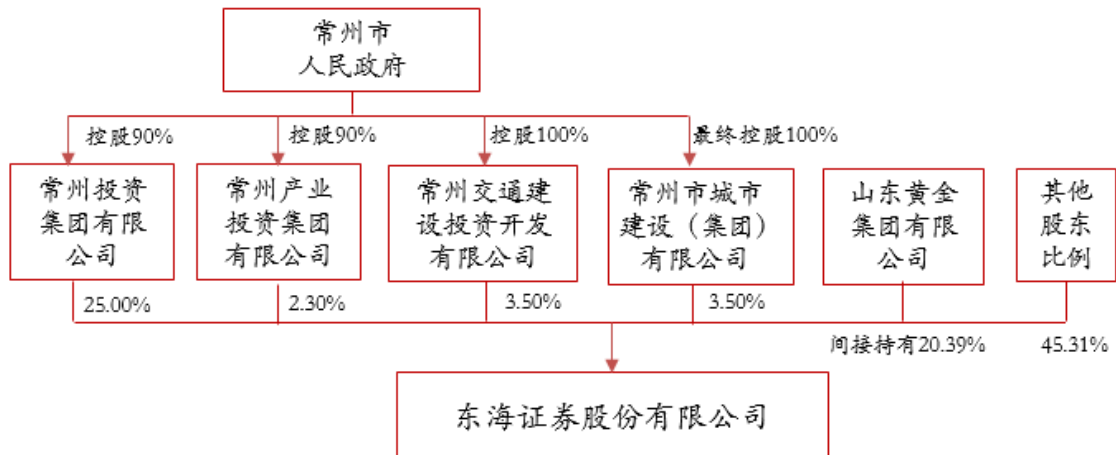 常州市
人民政府
控股90%
控股90%
控股100%
最终控股100%
常州投资
集团有限
公司
常州产业
投资集团
有限公司
常州交通建
设投资开发
有限公司
常州市城市
建设（集团）
有限公司
山东黄金
集团有限
公司
其他
股东
比例
25.00%
2.30%
3.50%
3.50%
间接持有20.39%
45.31%
东海证券股份有限公司